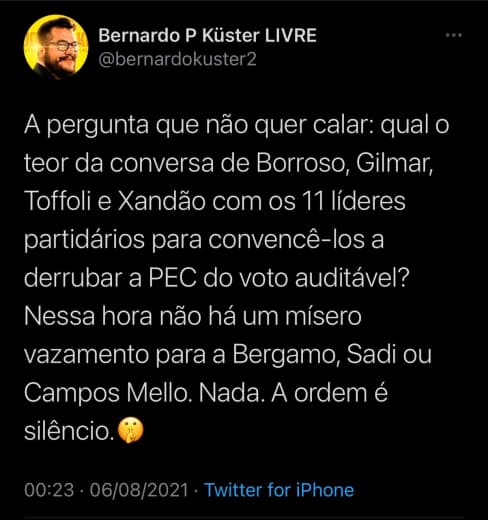 Bernardo P Küster LIVRE
@bernardokuster2
A pergunta que não quer calar: qual o
teor da conversa de Borroso, Gilmar,
Toffoli e Xandão com os 11 líderes
partidários para convencê-los a
derrubar a PEC do voto auditável?
Nessa hora não há um mísero
vazamento para a Bergamo, Sadi ou
Campos Mello. Nada. A ordem é
silêncio.🤫
00:23 · 06/08/2021 · Twitter for iPhone